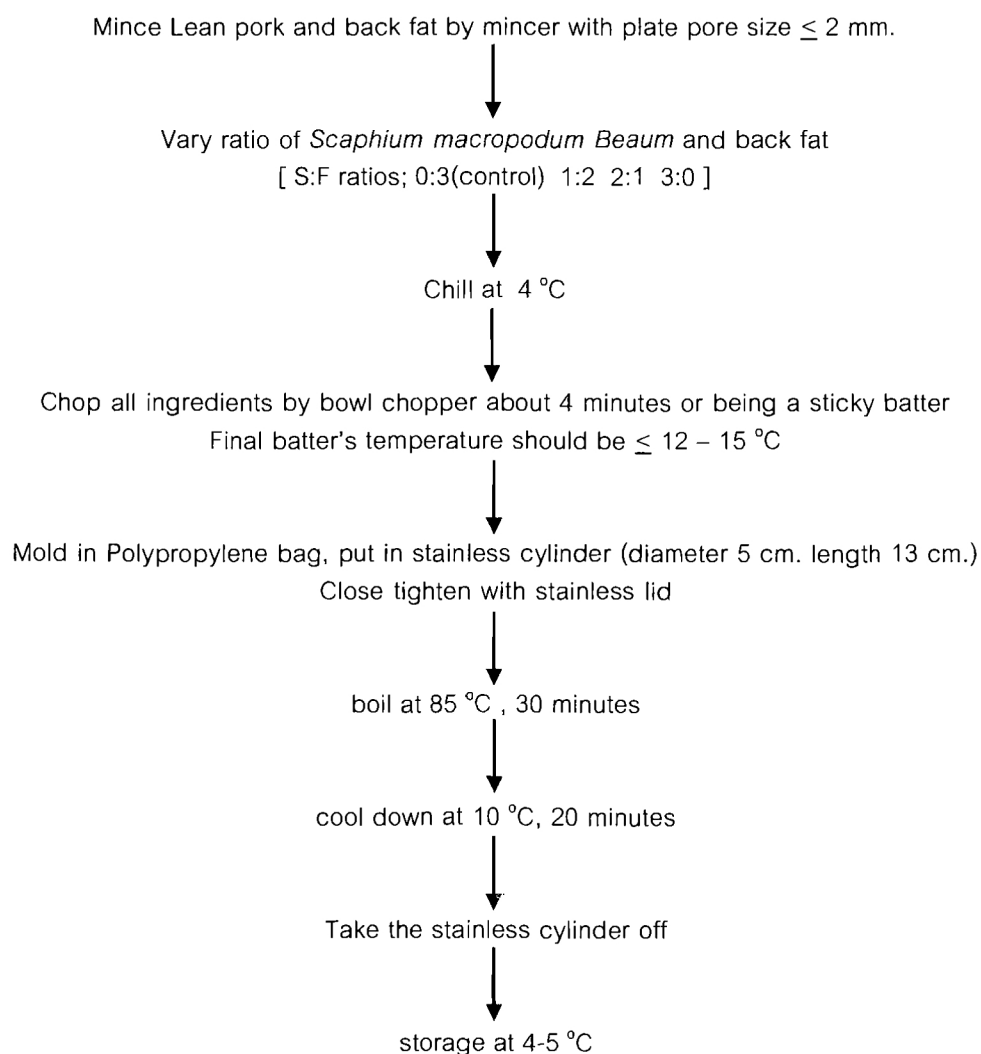 Mince Lean pork and back fat by mincer with plate pore size ≤ 2 mm.
Vary ratio of Scaphium macropodum Beaum and back fat
[ S:F ratios; 0:3(control) 1:2 2:1 3:0 ]
Chill at 4 °C
Chop all ingredients by bowl chopper about 4 minutes or being a sticky batter
Final batter's temperature should be ≤ 12 – 15 °C
Mold in Polypropylene bag, put in stainless cylinder (diameter 5 cm. length 13 cm.)
Close tighten with stainless lid
boil at 85 °C , 30 minutes
cool down at 10 °C, 20 minutes
Take the stainless cylinder off
storage at 4-5 °C